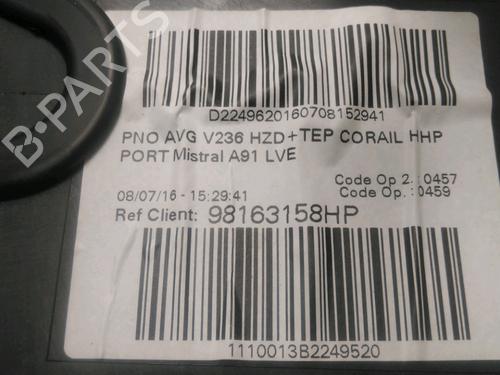 B-PARTS
D2249620160708152941
PNO AVG V236 HZD+TEP CORAIL HHP
PORT Mistral A91 LVE
Code Op 2.: 0457
08/07/16 - 15:29:41
Code Op.: 0459
Ref Client: 98163158HP
1110013B2249520